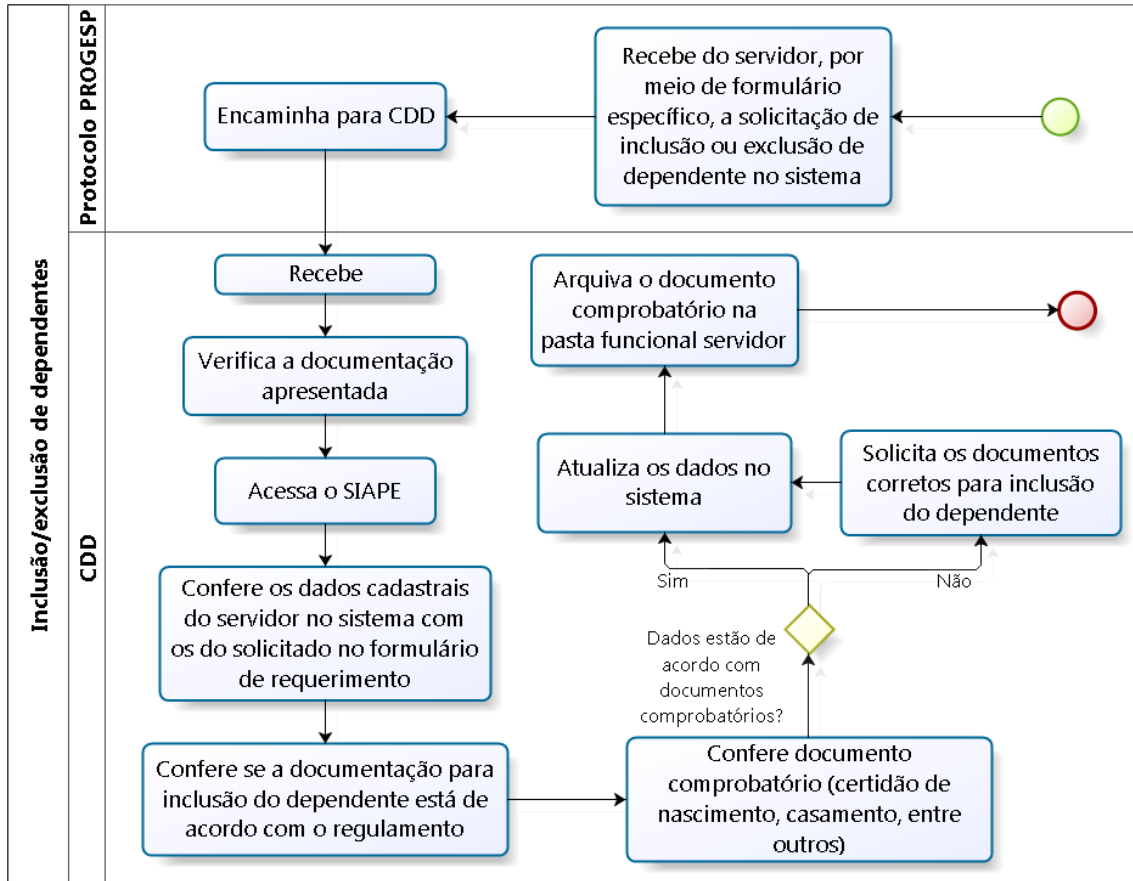 Inclusão/exclusão de dependentes
Protocolo PROGESP
Recebe do servidor, por
meio de formulário
específico, a solicitação de
inclusão ou exclusão de
dependente no sistema
Encaminha para CDD
CDD
Recebe
Verifica a documentação
apresentada
Acessa o SIAPE
Confere os dados cadastrais
do servidor no sistema com
os do solicitado no formulário
de requerimento
Confere se a documentação para
inclusão do dependente está de
acordo com o regulamento
Confere documento
comprobatório (certidão de
nascimento, casamento, entre
outros)
Dados estão de
acordo com
documentos
comprobatórios?
Sim
Não
Solicita os documentos
corretos para inclusão
do dependente
Atualiza os dados no
sistema
Arquiva o documento
comprobatório na
pasta funcional servidor